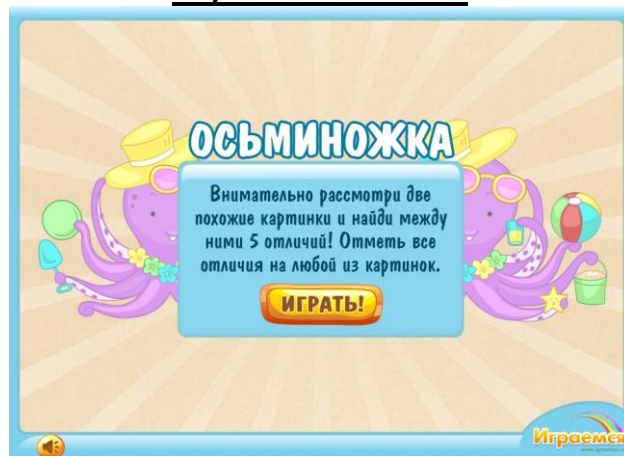 ОСЬМИНОЖКА
Внимательно рассмотри две
похожие картинки и найди между
ними 5 отличий! Отметь все
отличия на любой из картинок.
ИГРАТЬ!
Играемся